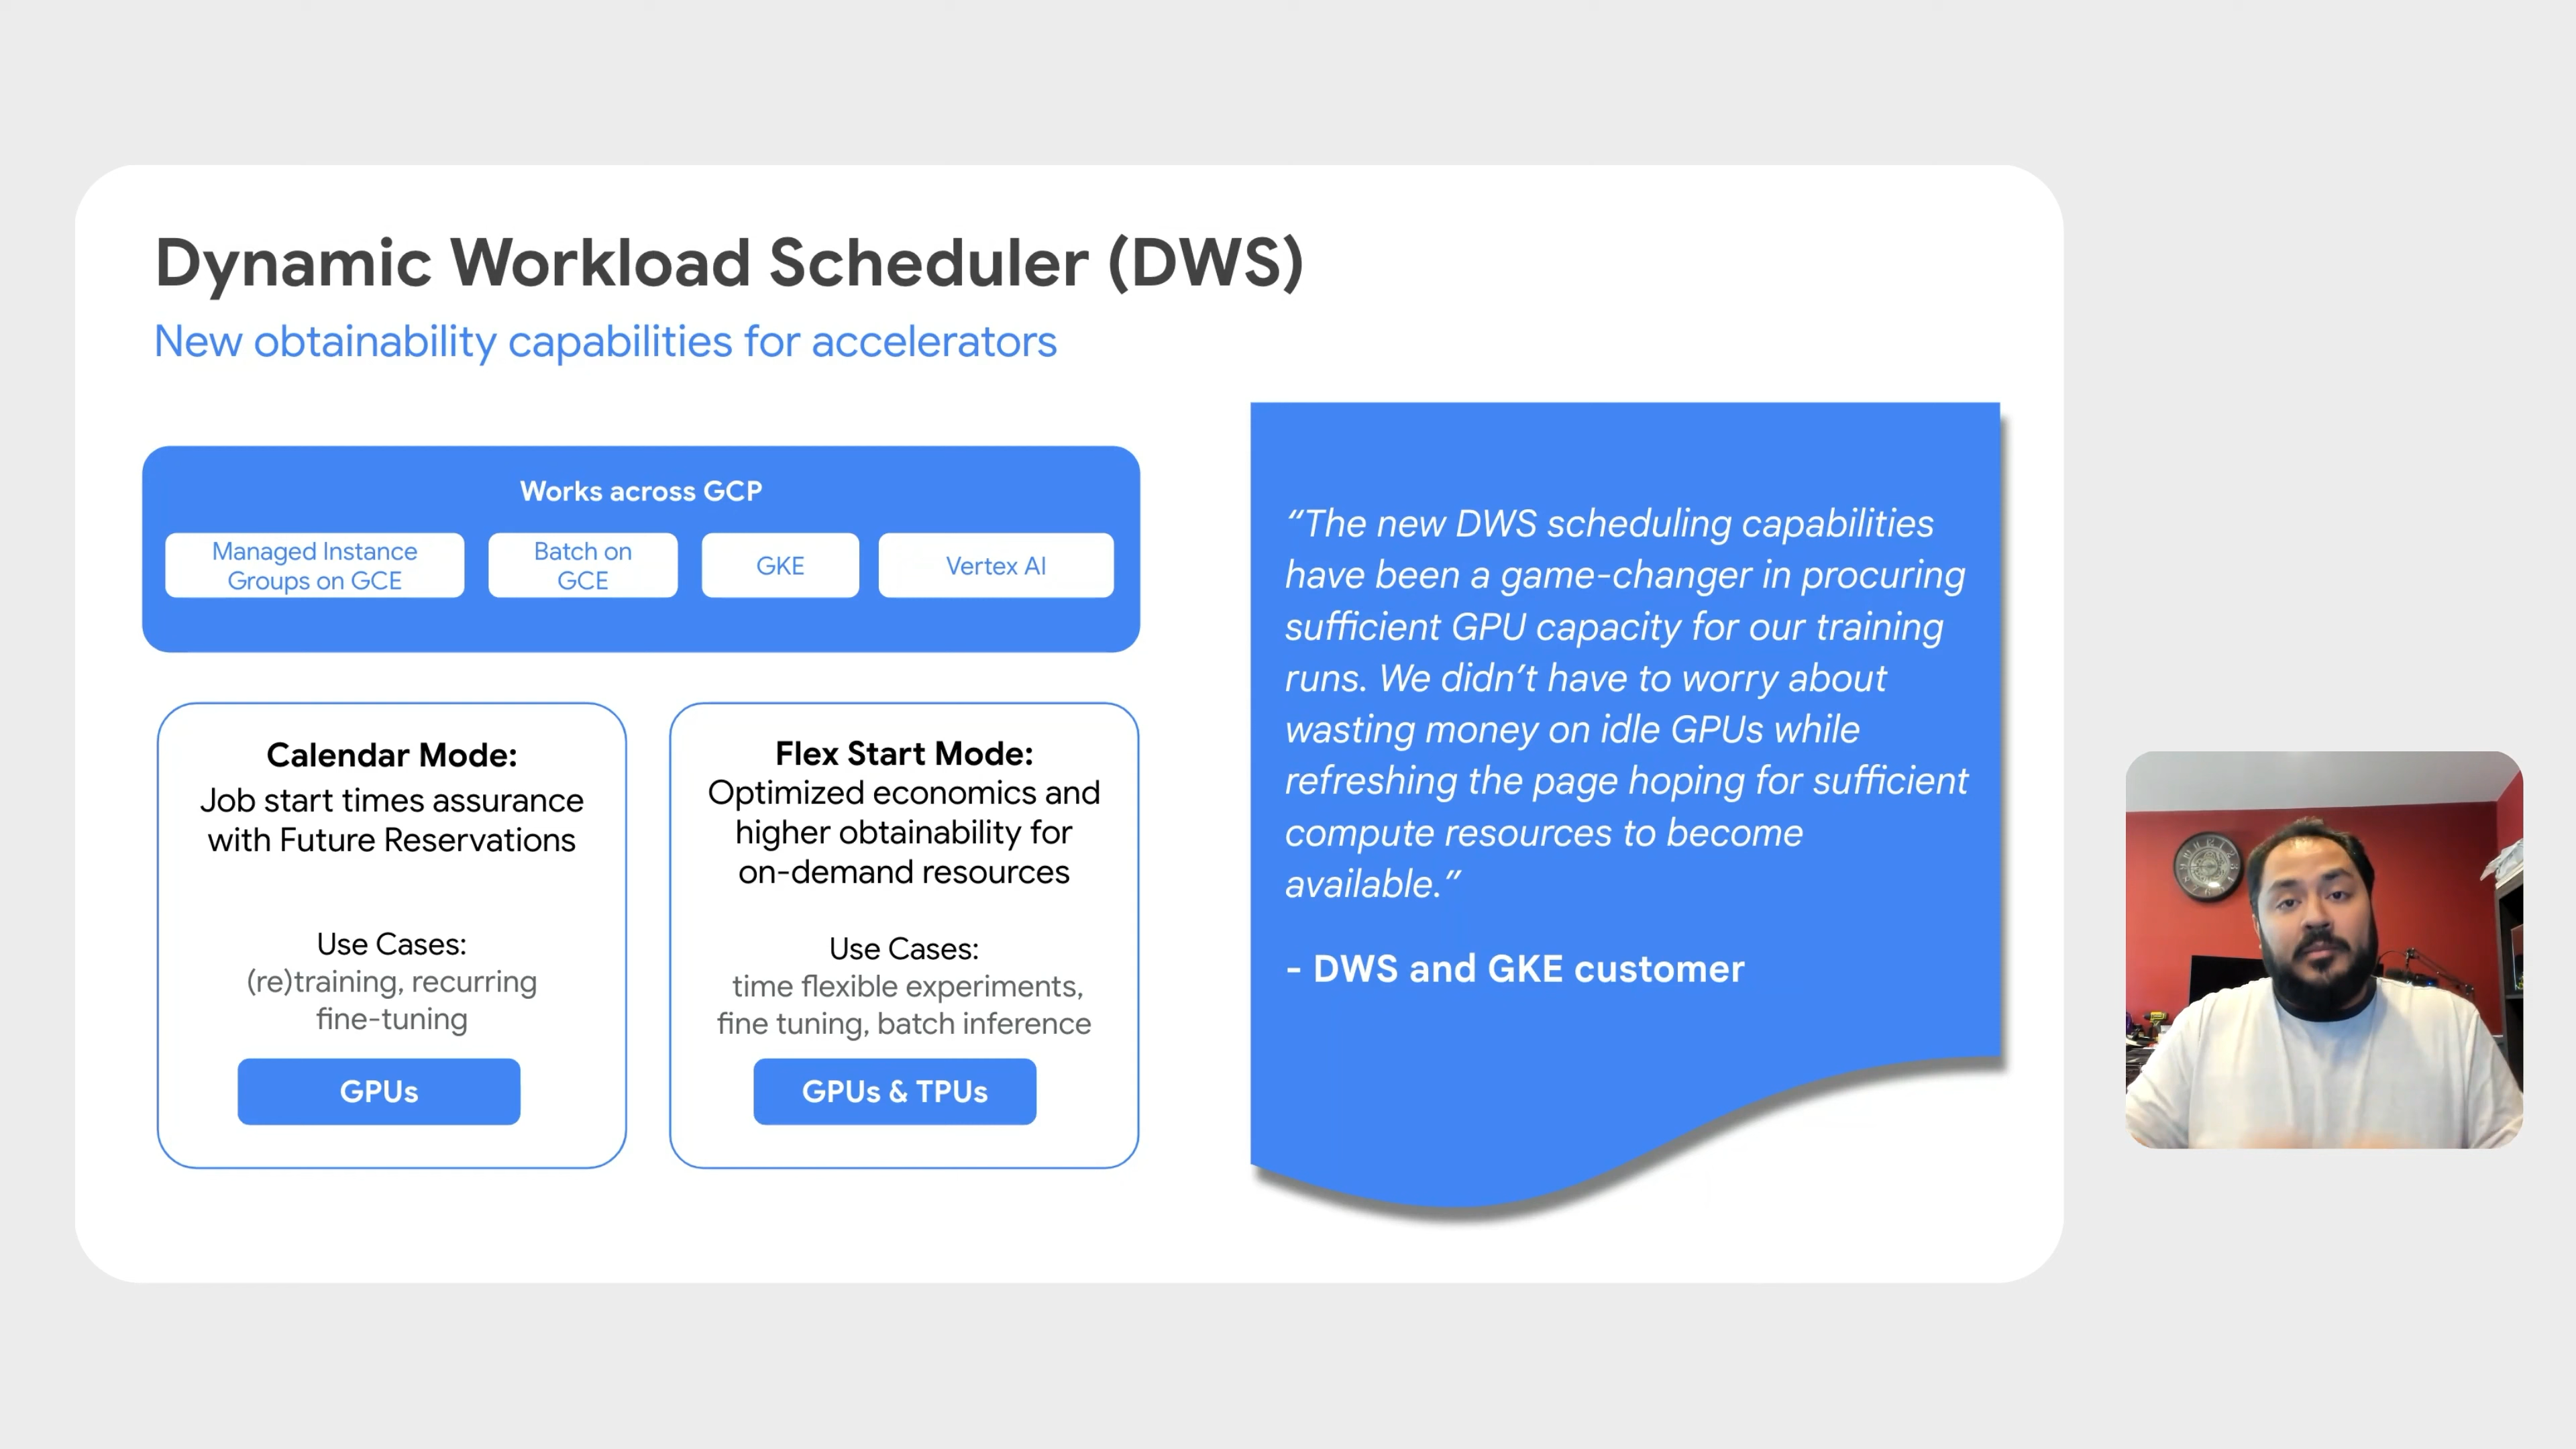 Dynamic Workload Scheduler (DWS)
New obtainability capabilities for accelerators
Works across GCP
Managed Instance
Groups on GCE
Batch on
GCE
GKE
Vertex AI
Calendar Mode:
Job start times assurance
with Future Reservations
Use Cases:
(re)training, recurring
fine-tuning
GPUs
Flex Start Mode:
Optimized economics and
higher obtainability for
on-demand resources
Use Cases:
time flexible experiments,
fine tuning, batch inference
GPUs & TPUs
“The new DWS scheduling capabilities
have been a game-changer in procuring
sufficient GPU capacity for our training
runs. We didn’t have to worry about
wasting money on idle GPUs while
refreshing the page hoping for sufficient
compute resources to become
available.”
- DWS and GKE customer